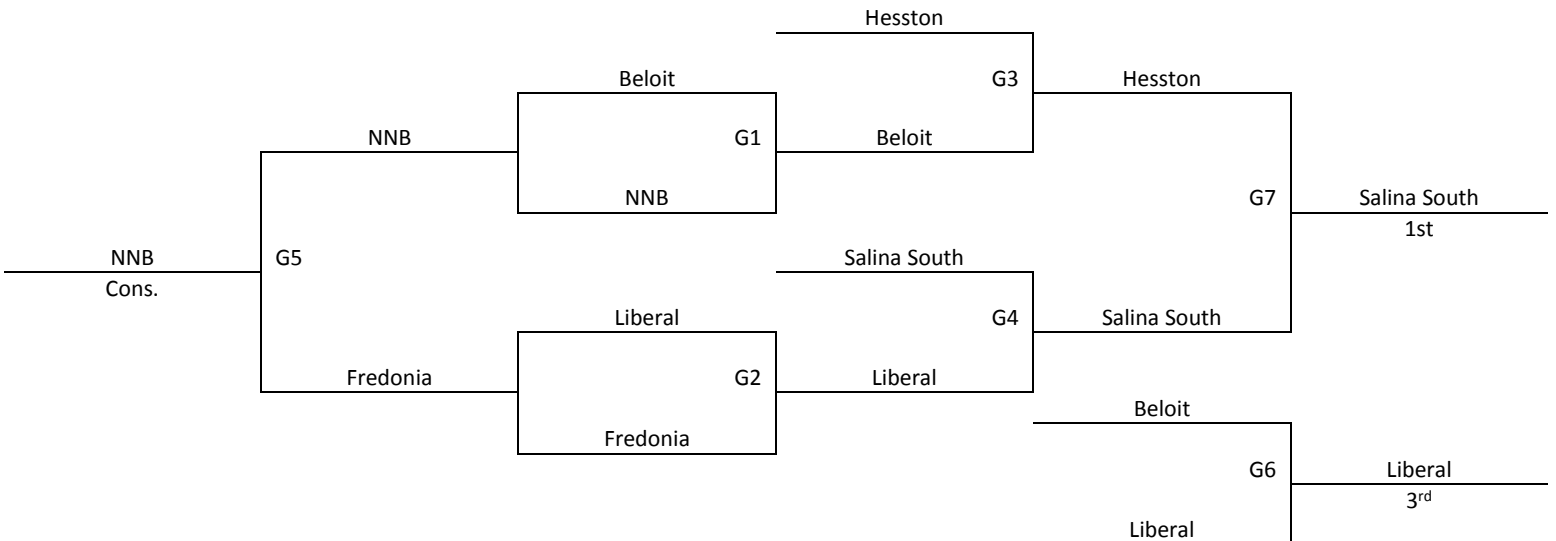 Hesston
Beloit G3 Hesston
NNB G1 Beloit
NNB G7 Salina South
1st
NNB G5 Salina South
Cons.
Liberal G4 Salina South
Fredonia G2 Liberal
Beloit
Fredonia
G6 Liberal
3rd
Liberal